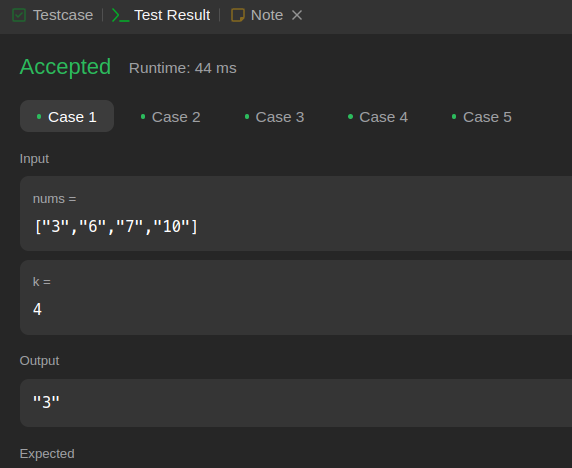 Testcase | Test Result | Note
Accepted Runtime: 44 ms
Case 1 Case 2 Case 3 Case 4 Case 5
Input
nums =
["3","6","7","10"]
k =
4
Output
"3"
Expected